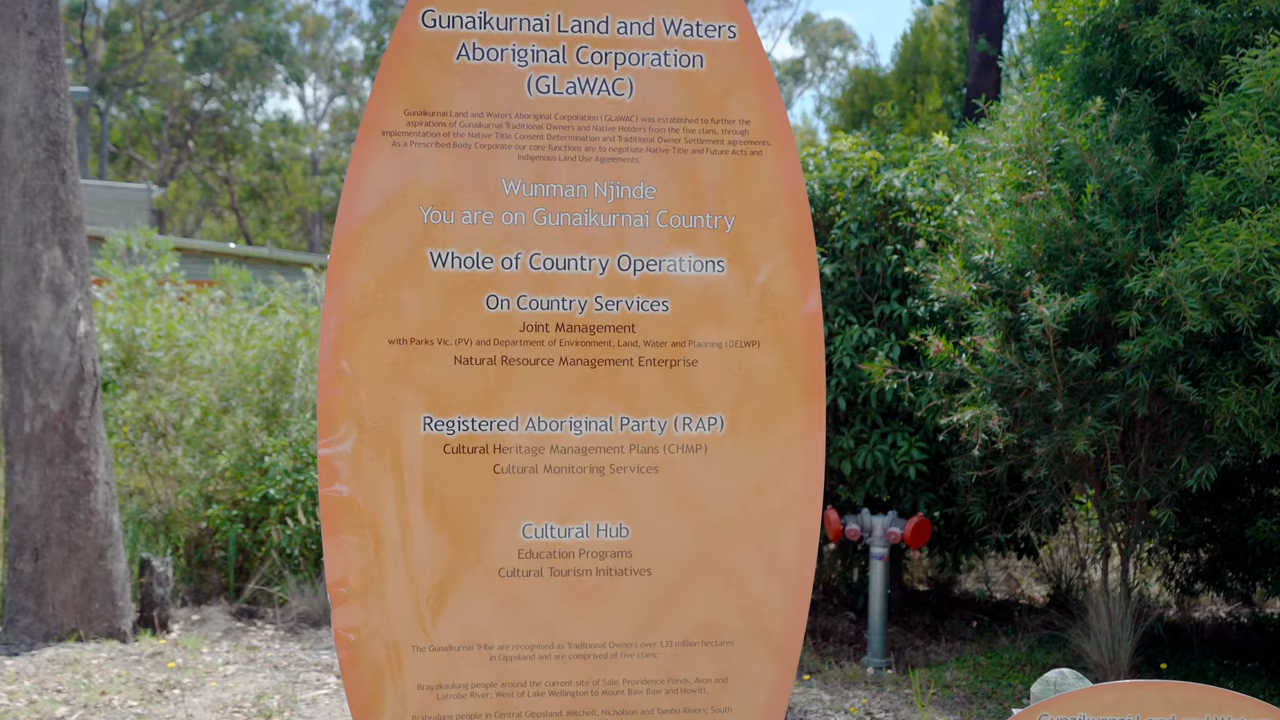 Gunaikurnai Land and Waters
Aboriginal Corporation
(GLaWAC)
Gunaikurnai Land and Waters Aboriginal Corporation (GLaWAC) was established to further the
aspirations of Gunaikurnai Traditional Owners and Native Holders from the five clans, through
implementation of the Native Title Consent Determination and Traditional Owner Settlement agreements.
As a Prescribed Body Corporate our core functions are to negotiate Native Title and Future Acts and
Indigenous Land Use Agreements.
Wunman Njinde
You are on Gunaikurnai Country
Whole of Country Operations
On Country Services
Joint Management
with Parks Vic. (PV) and Department of Environment, Land, Water and Planning (DELWP)
Natural Resource Management Enterprise
Registered Aboriginal Party (RAP)
Cultural Heritage Management Plans (CHMP)
Cultural Monitoring Services
Cultural Hub
Education Programs
Cultural Tourism Initiatives
The Gunaikurnai Tribe are recognised as Traditional Owners over 1.33 million hectares
in Gippsland and are comprised of five clans;
Brayakaulung people around the current site of Sale, Providence Ponds, Avon and
Latrobe River; West of Lake Wellington to Mount Baw Baw and Howitt.
Brabralung people in Central Gippsland. Mitchell, Nicholson and Tambo Rivers; South
Gunaikurnai Land and Waters